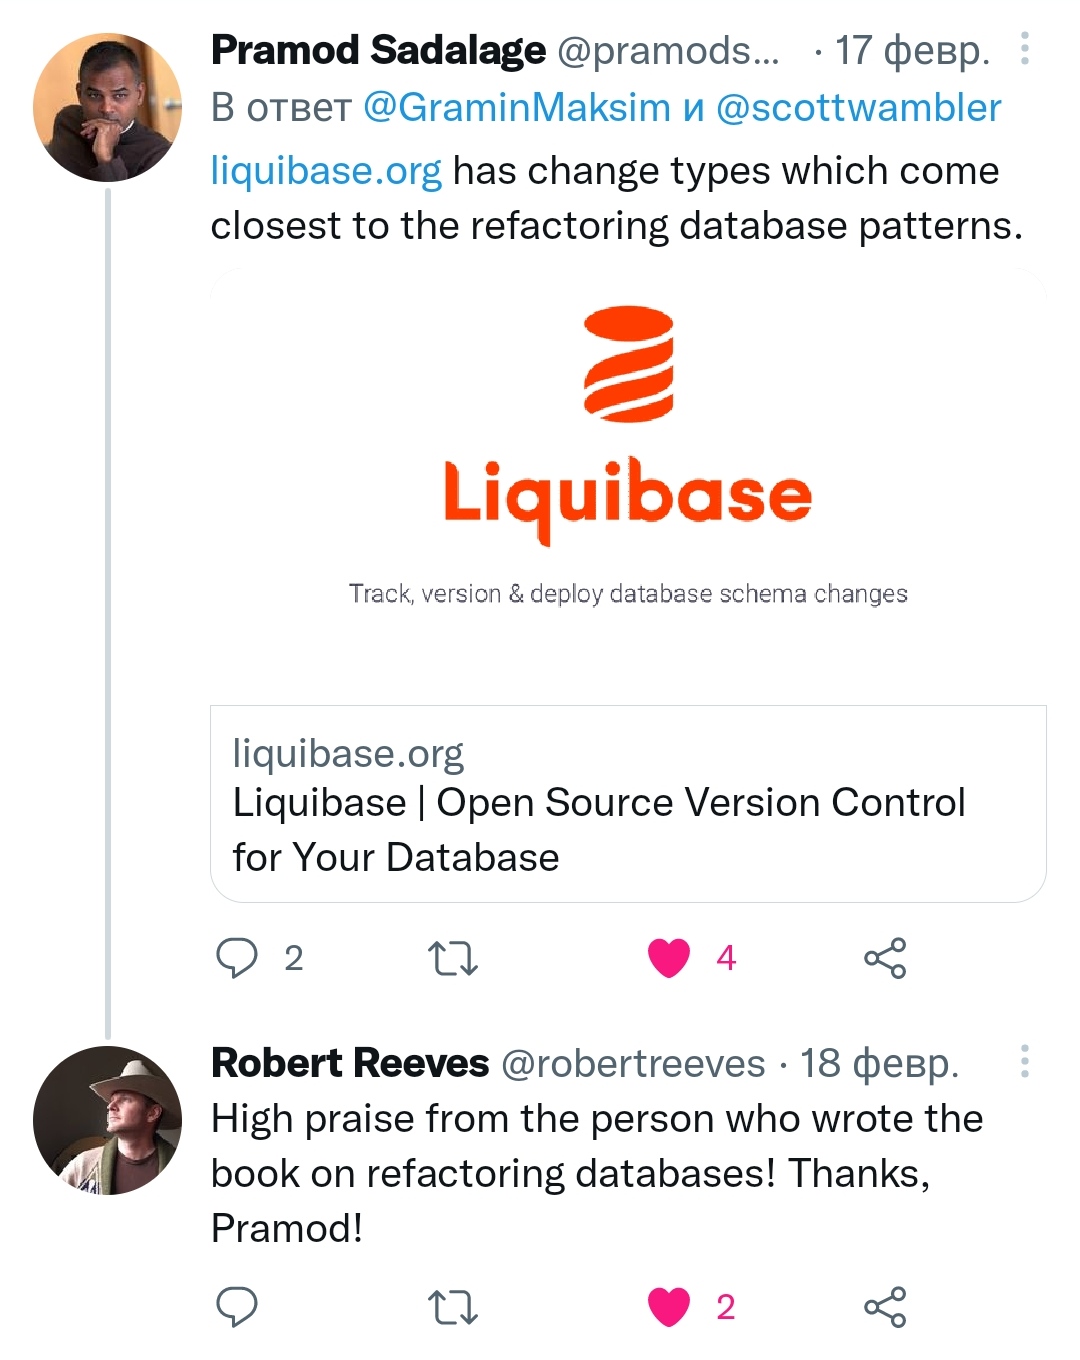 Pramod Sadalage @pramods... · 17 февр.
В ответ @GraminMaksim и @scottwambler
liquibase.org has change types which come
closest to the refactoring database patterns.
Liquibase
Track, version & deploy database schema changes
liquibase.org
Liquibase | Open Source Version Control
for Your Database
2 4
Robert Reeves @robertreeves · 18 февр.
High praise from the person who wrote the
book on refactoring databases! Thanks,
Pramod!
2